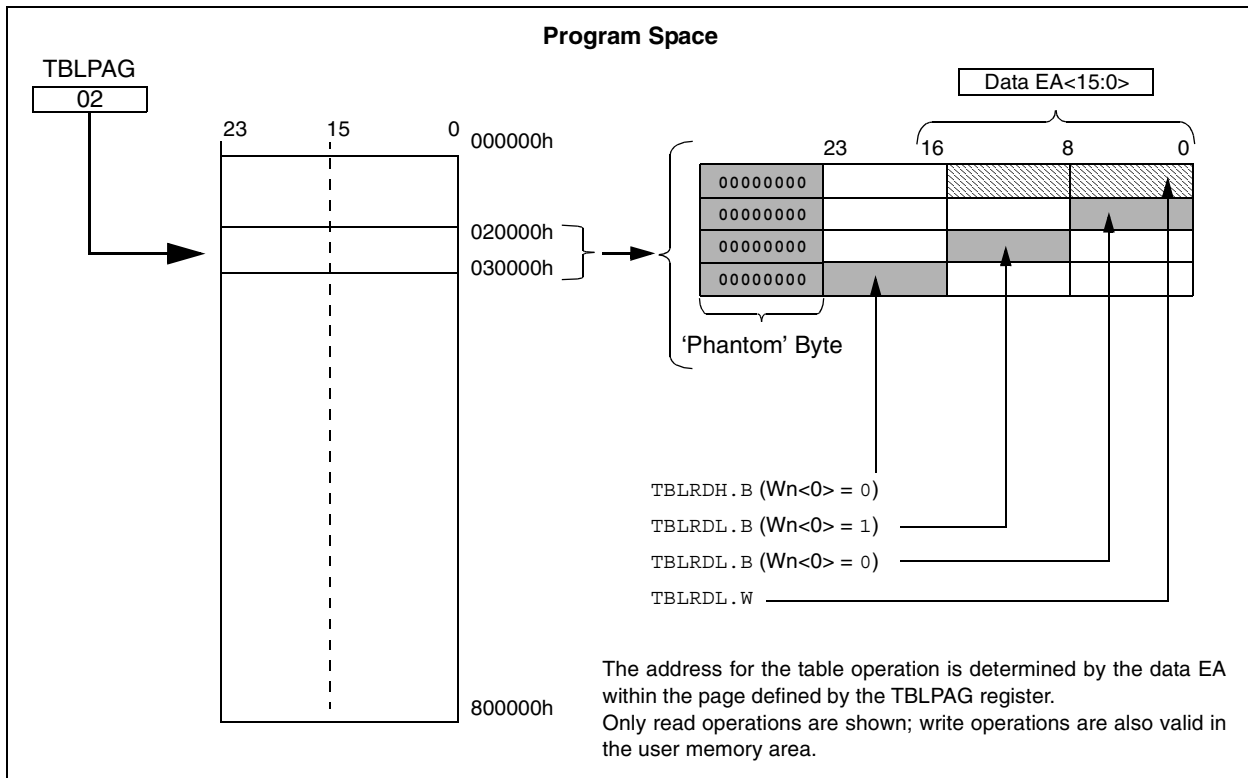 Program Space
TBLPAG
02
23 15 0
000000h
020000h
030000h
800000h
Data EA<15:0>
23 16 8 0
00000000
00000000
00000000
00000000
‘Phantom’ Byte
TBLRDH.B (Wn<0> = 0)
TBLRDL.B (Wn<0> = 1)
TBLRDL.B (Wn<0> = 0)
TBLRDL.W
The address for the table operation is determined by the data EA
within the page defined by the TBLPAG register.
Only read operations are shown; write operations are also valid in
the user memory area.